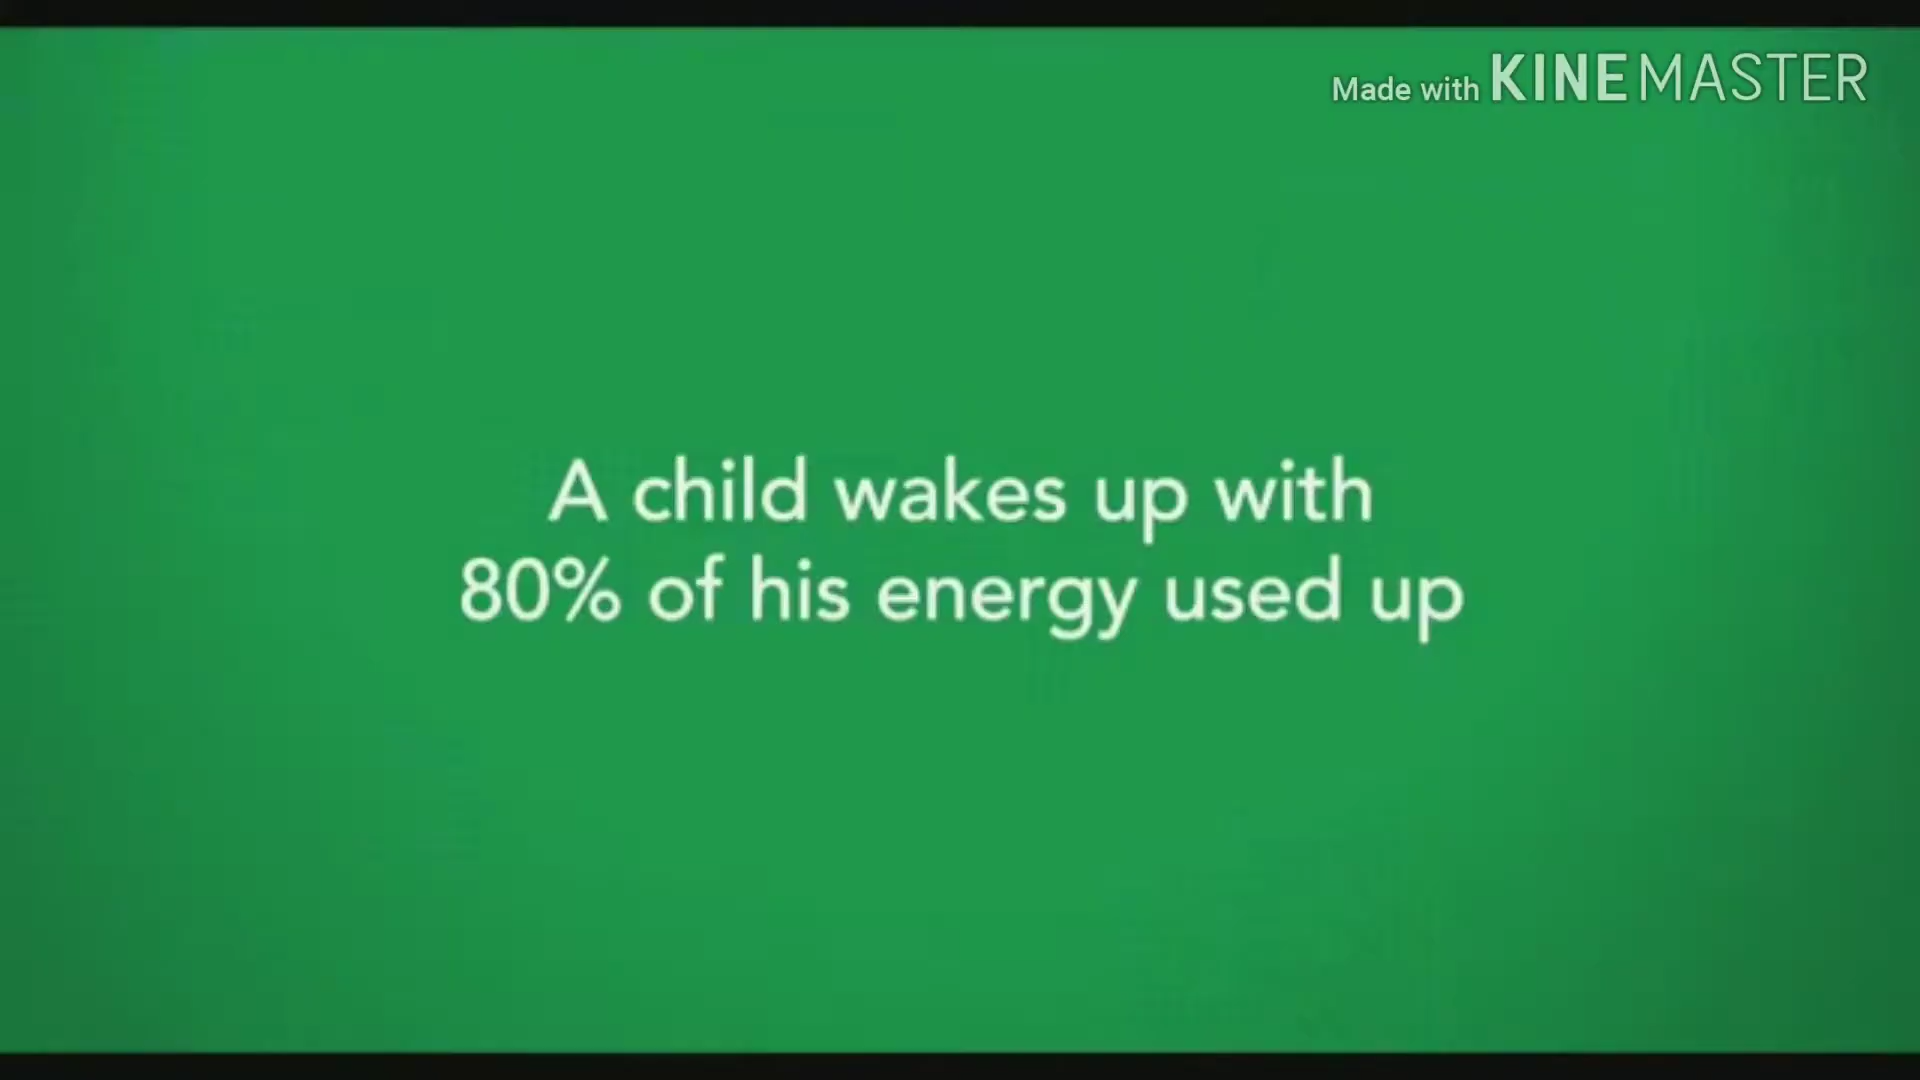 Made with KINEMASTER
A child wakes up with
80% of his energy used up